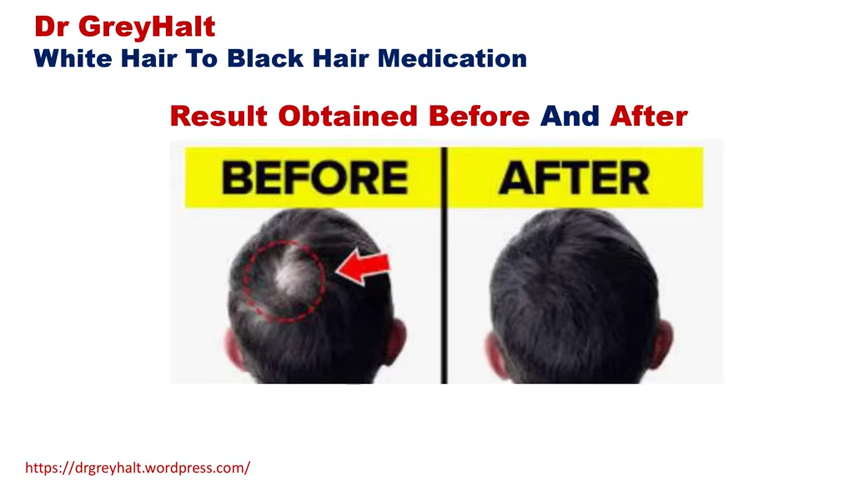 Dr GreyHalt
White Hair To Black Hair Medication
Result Obtained Before And After
BEFORE
AFTER
https://drgreyhalt.wordpress.com/